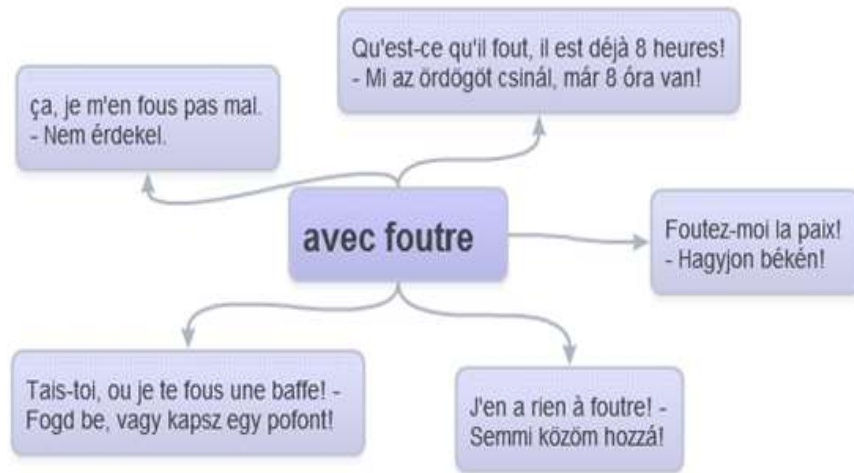 Qu'est-ce qu'il fout, il est déjà 8 heures!
- Mi az ördögöt csinál, már 8 óra van!
ça, je m'en fous pas mal.
- Nem érdekel.
avec foutre
Foutez-moi la paix!
- Hagyjon békén!
Tais-toi, ou je te fous une baffe! -
Fogd be, vagy kapsz egy pofont!
J'en a rien à foutre! -
Semmi közöm hozzá!